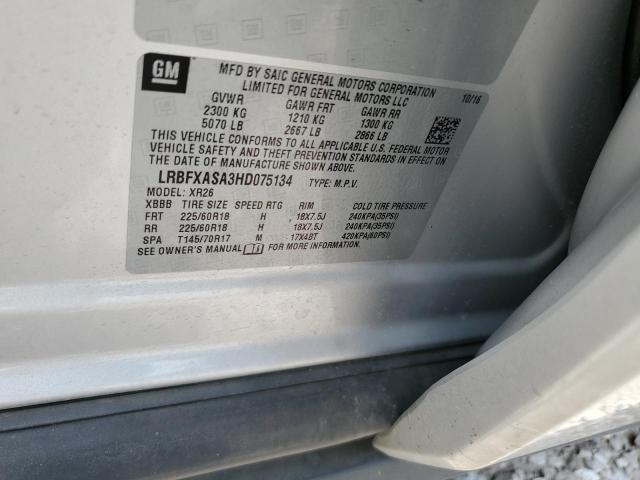 GM
MFD BY SAIC GENERAL MOTORS CORPORATION
LIMITED FOR GENERAL MOTORS LLC
10/16
GVWR GAWR FRT GAWR RR
2300 KG 1210 KG 1300 KG
5070 LB 2667 LB 2866 LB
THIS VEHICLE CONFORMS TO ALL APPLICABLE U.S. FEDERAL MOTOR
VEHICLE SAFETY AND THEFT PREVENTION STANDARDS IN EFFECT ON
THE DATE OF MANUFACTURE SHOWN ABOVE.
LRBFXASA3HD075134 TYPE: M.P.V.
MODEL: XR26
XBBB TIRE SIZE SPEED RTG RIM COLD TIRE PRESSURE
FRT 225/60R18 H 18X7.5J 240KPA(35PSI)
RR 225/60R18 H 18X7.5J 240KPA(35PSI)
SPA T145/70R17 M 17X4BT 420KPA(60PSI)
SEE OWNER'S MANUAL FOR MORE INFORMATION.